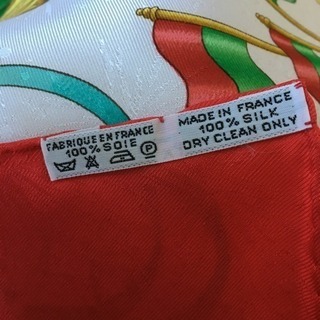 FABRIQUE EN FRANCE
100% SOIE
P
MADE IN FRANCE
100% SILK
DRY CLEAN ONLY